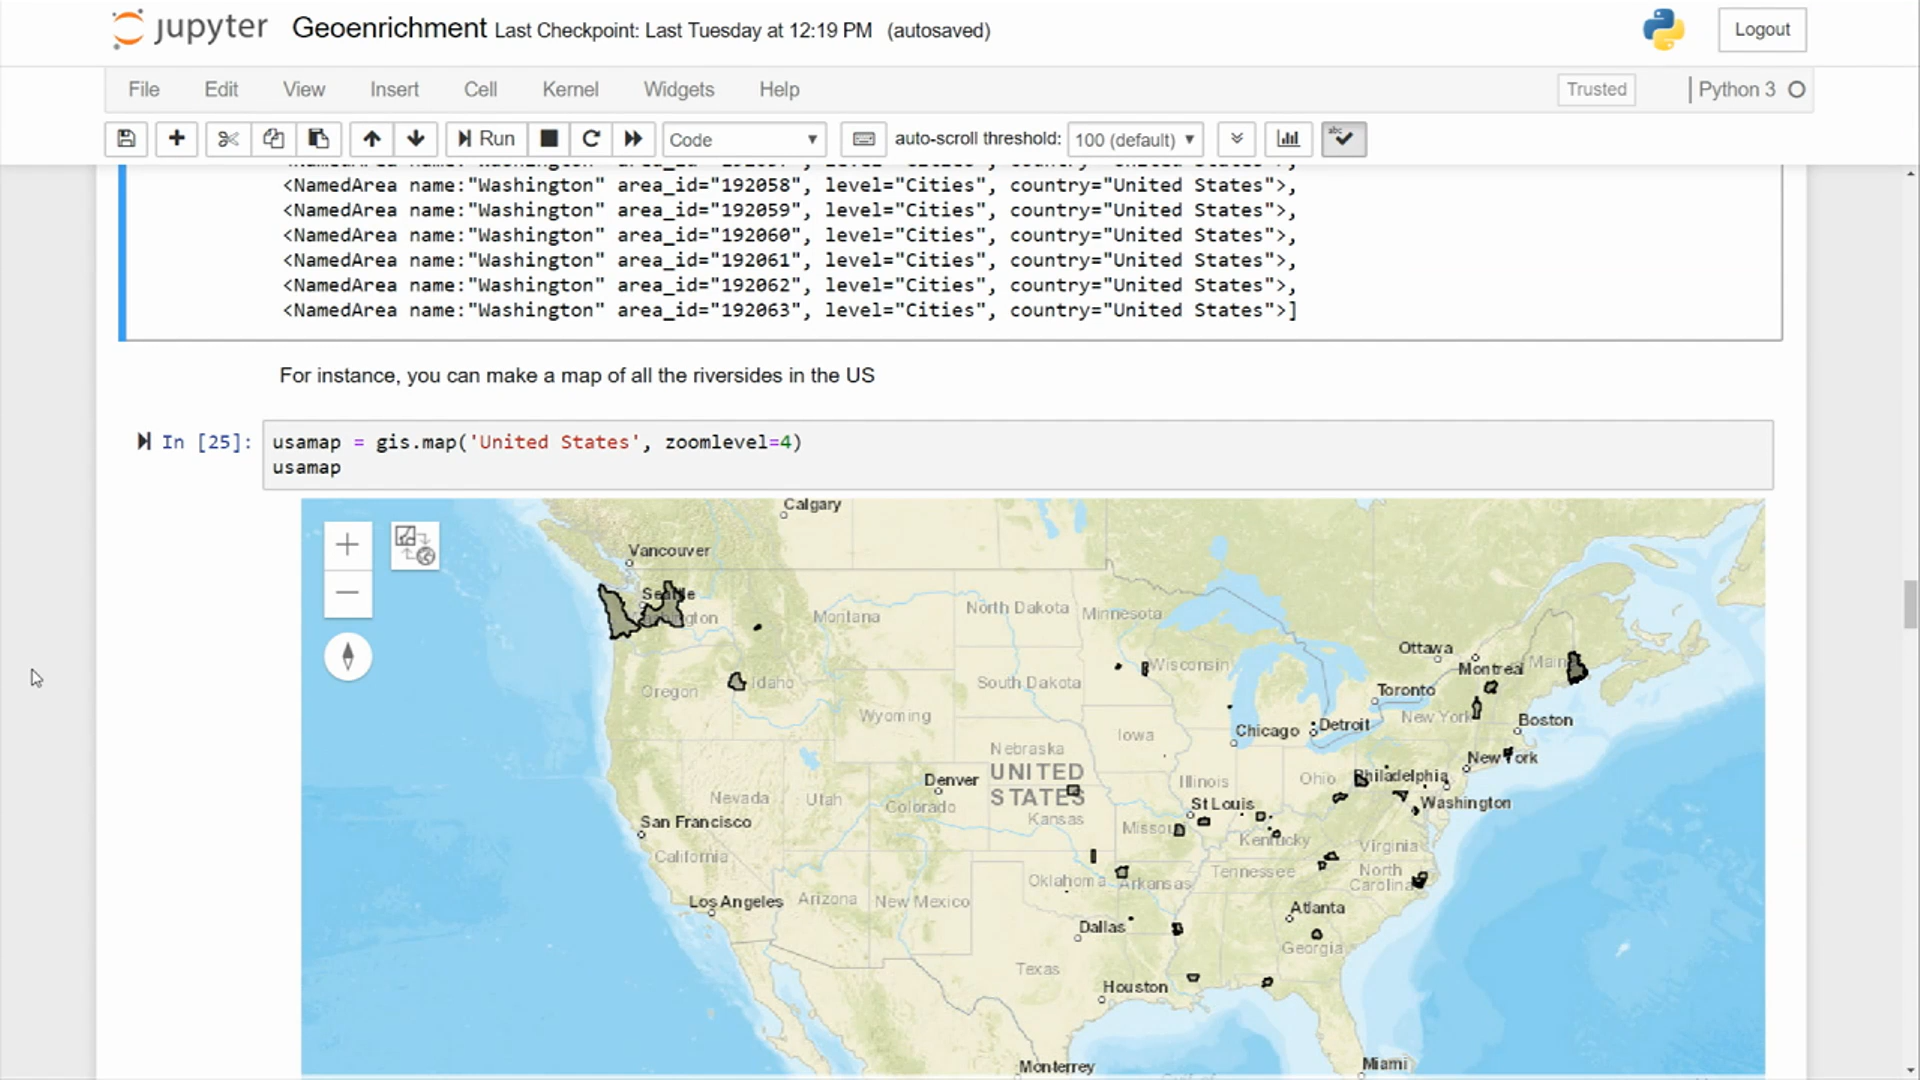 jupyter Geoenrichment Last Checkpoint: Last Tuesday at 12:19 PM (autosaved)
Logout
File Edit View Insert Cell Kernel Widgets Help
Trusted
Python 3
Run
Code
auto-scroll threshold: 100 (default)
<NamedArea name:"Washington" area_id="192058", level="Cities", country="United States">,
<NamedArea name:"Washington" area_id="192059", level="Cities", country="United States">,
<NamedArea name:"Washington" area_id="192060", level="Cities", country="United States">,
<NamedArea name:"Washington" area_id="192061", level="Cities", country="United States">,
<NamedArea name:"Washington" area_id="192062", level="Cities", country="United States">,
<NamedArea name:"Washington" area_id="192063", level="Cities", country="United States">]
For instance, you can make a map of all the riversides in the US
In [25]:
usamap = gis.map('United States', zoomlevel=4)
usamap
Calgary
Vancouver
Seattle
North Dakota
Minnesota
Montana
Ottawa
Montreal
Wisconsin
Oregon
Idaho
South Dakota
Toronto
Wyoming
New York
Boston
Chicago
Detroit
Iowa
Nebraska
New York
UNITED
STATES
Denver
Illinois
Ohio
Philadelphia
Nevada
Utah
Colorado
St Louis
Washington
Kansas
San Francisco
Kentucky
Virginia
California
Tennessee
North
Carolina
Oklahoma
Arkansas
Los Angeles
Arizona
New Mexico
Atlanta
Dallas
Georgia
Texas
Houston
Monterrey
Miami